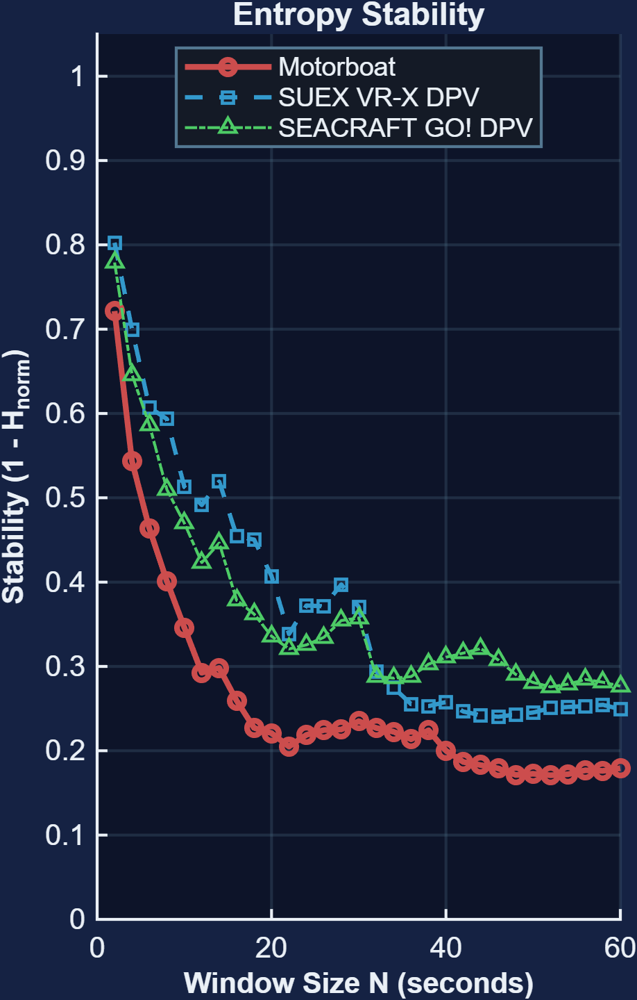 Entropy Stability
Motorboat
SUEX VR-X DPV
SEACRAFT GO! DPV
1
0.9
0.8
0.7
0.6
0.5
0.4
0.3
0.2
0.1
0
Stability (1 - Hnorm)
0 20 40 60
Window Size N (seconds)